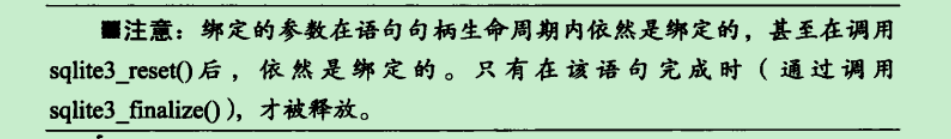 ■注意：绑定的参数在语句句柄生命周期内依然是绑定的，甚至在调用
sqlite3_reset()后，依然是绑定的。只有在该语句完成时（通过调用
sqlite3_finalize()），才被释放。